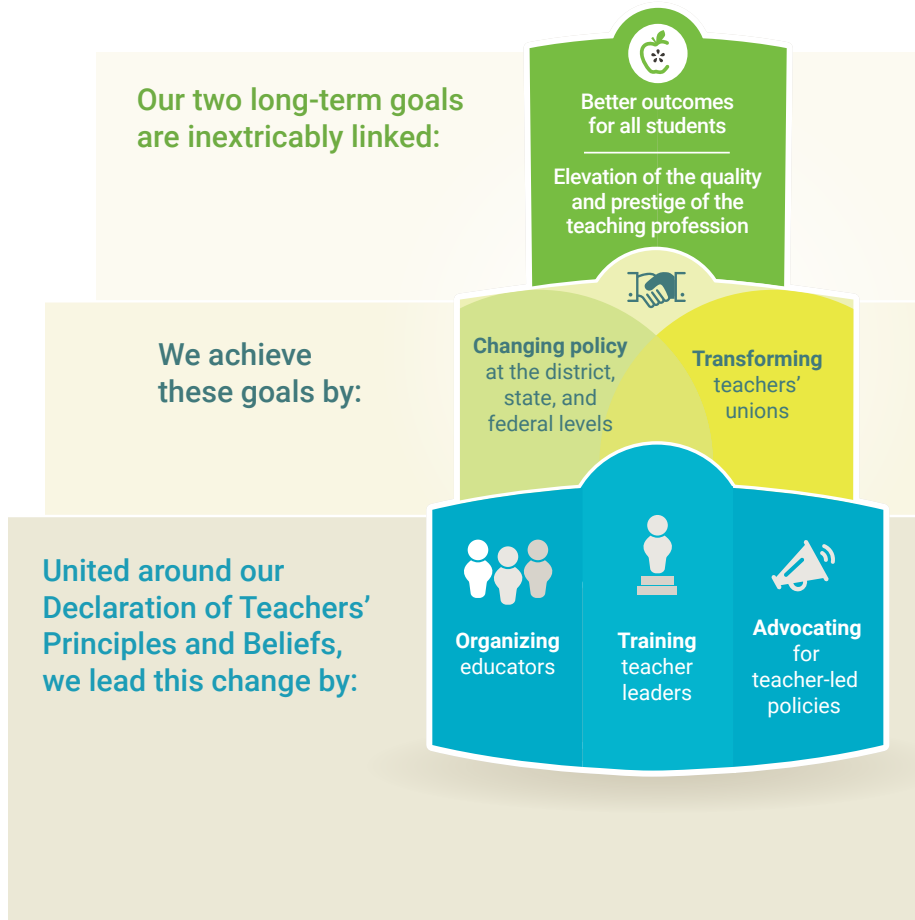 Our two long-term goals
are inextricably linked:
Better outcomes
for all students
Elevation of the quality
and prestige of the
teaching profession
We achieve
these goals by:
Changing policy
at the district,
state, and
federal levels
Transforming
teachers’
unions
United around our
Declaration of Teachers’
Principles and Beliefs,
we lead this change by:
Organizing
educators
Training
teacher
leaders
Advocating
for
teacher-led
policies